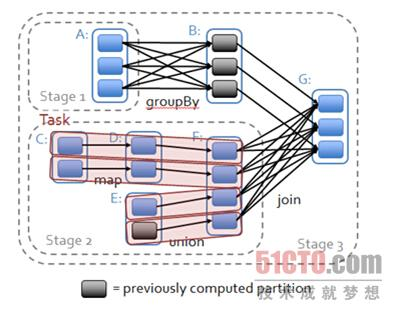 A:
B:
G:
Stage 1
groupBy
Task
C:
D:
F:
map
E:
join
Stage 2
union
Stage 3
51CTO.com
技术成就梦想
= previously computed partition